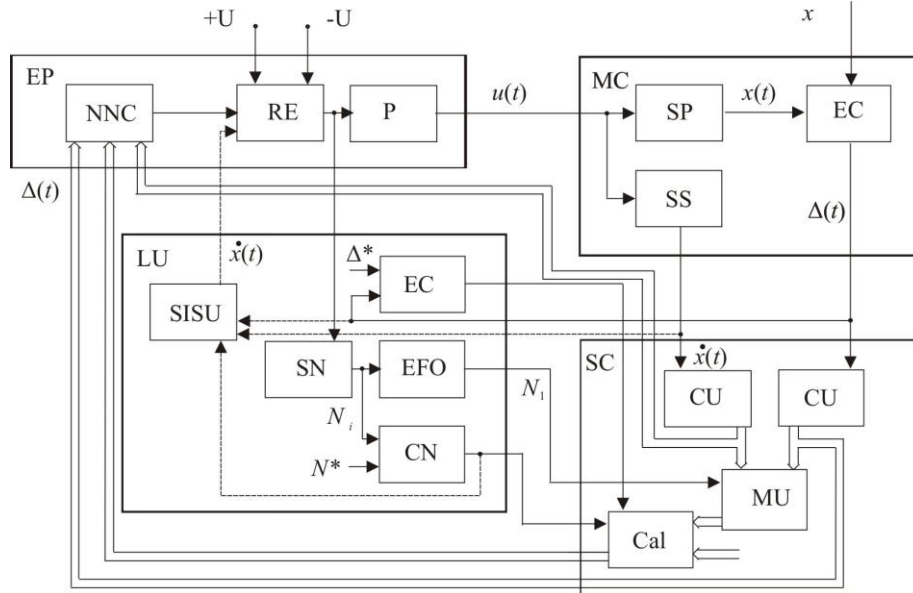 +U
-U
x
EP
NNC
RE
P
u(t)
MC
SP
x(t)
EC
SS
Δ(t)
Δ(t)
LU
ẋ(t)
Δ*
EC
SISU
SN
EFO
N₁
Nᵢ
N*
CN
SC
ẋ(t)
CU
CU
MU
Cal